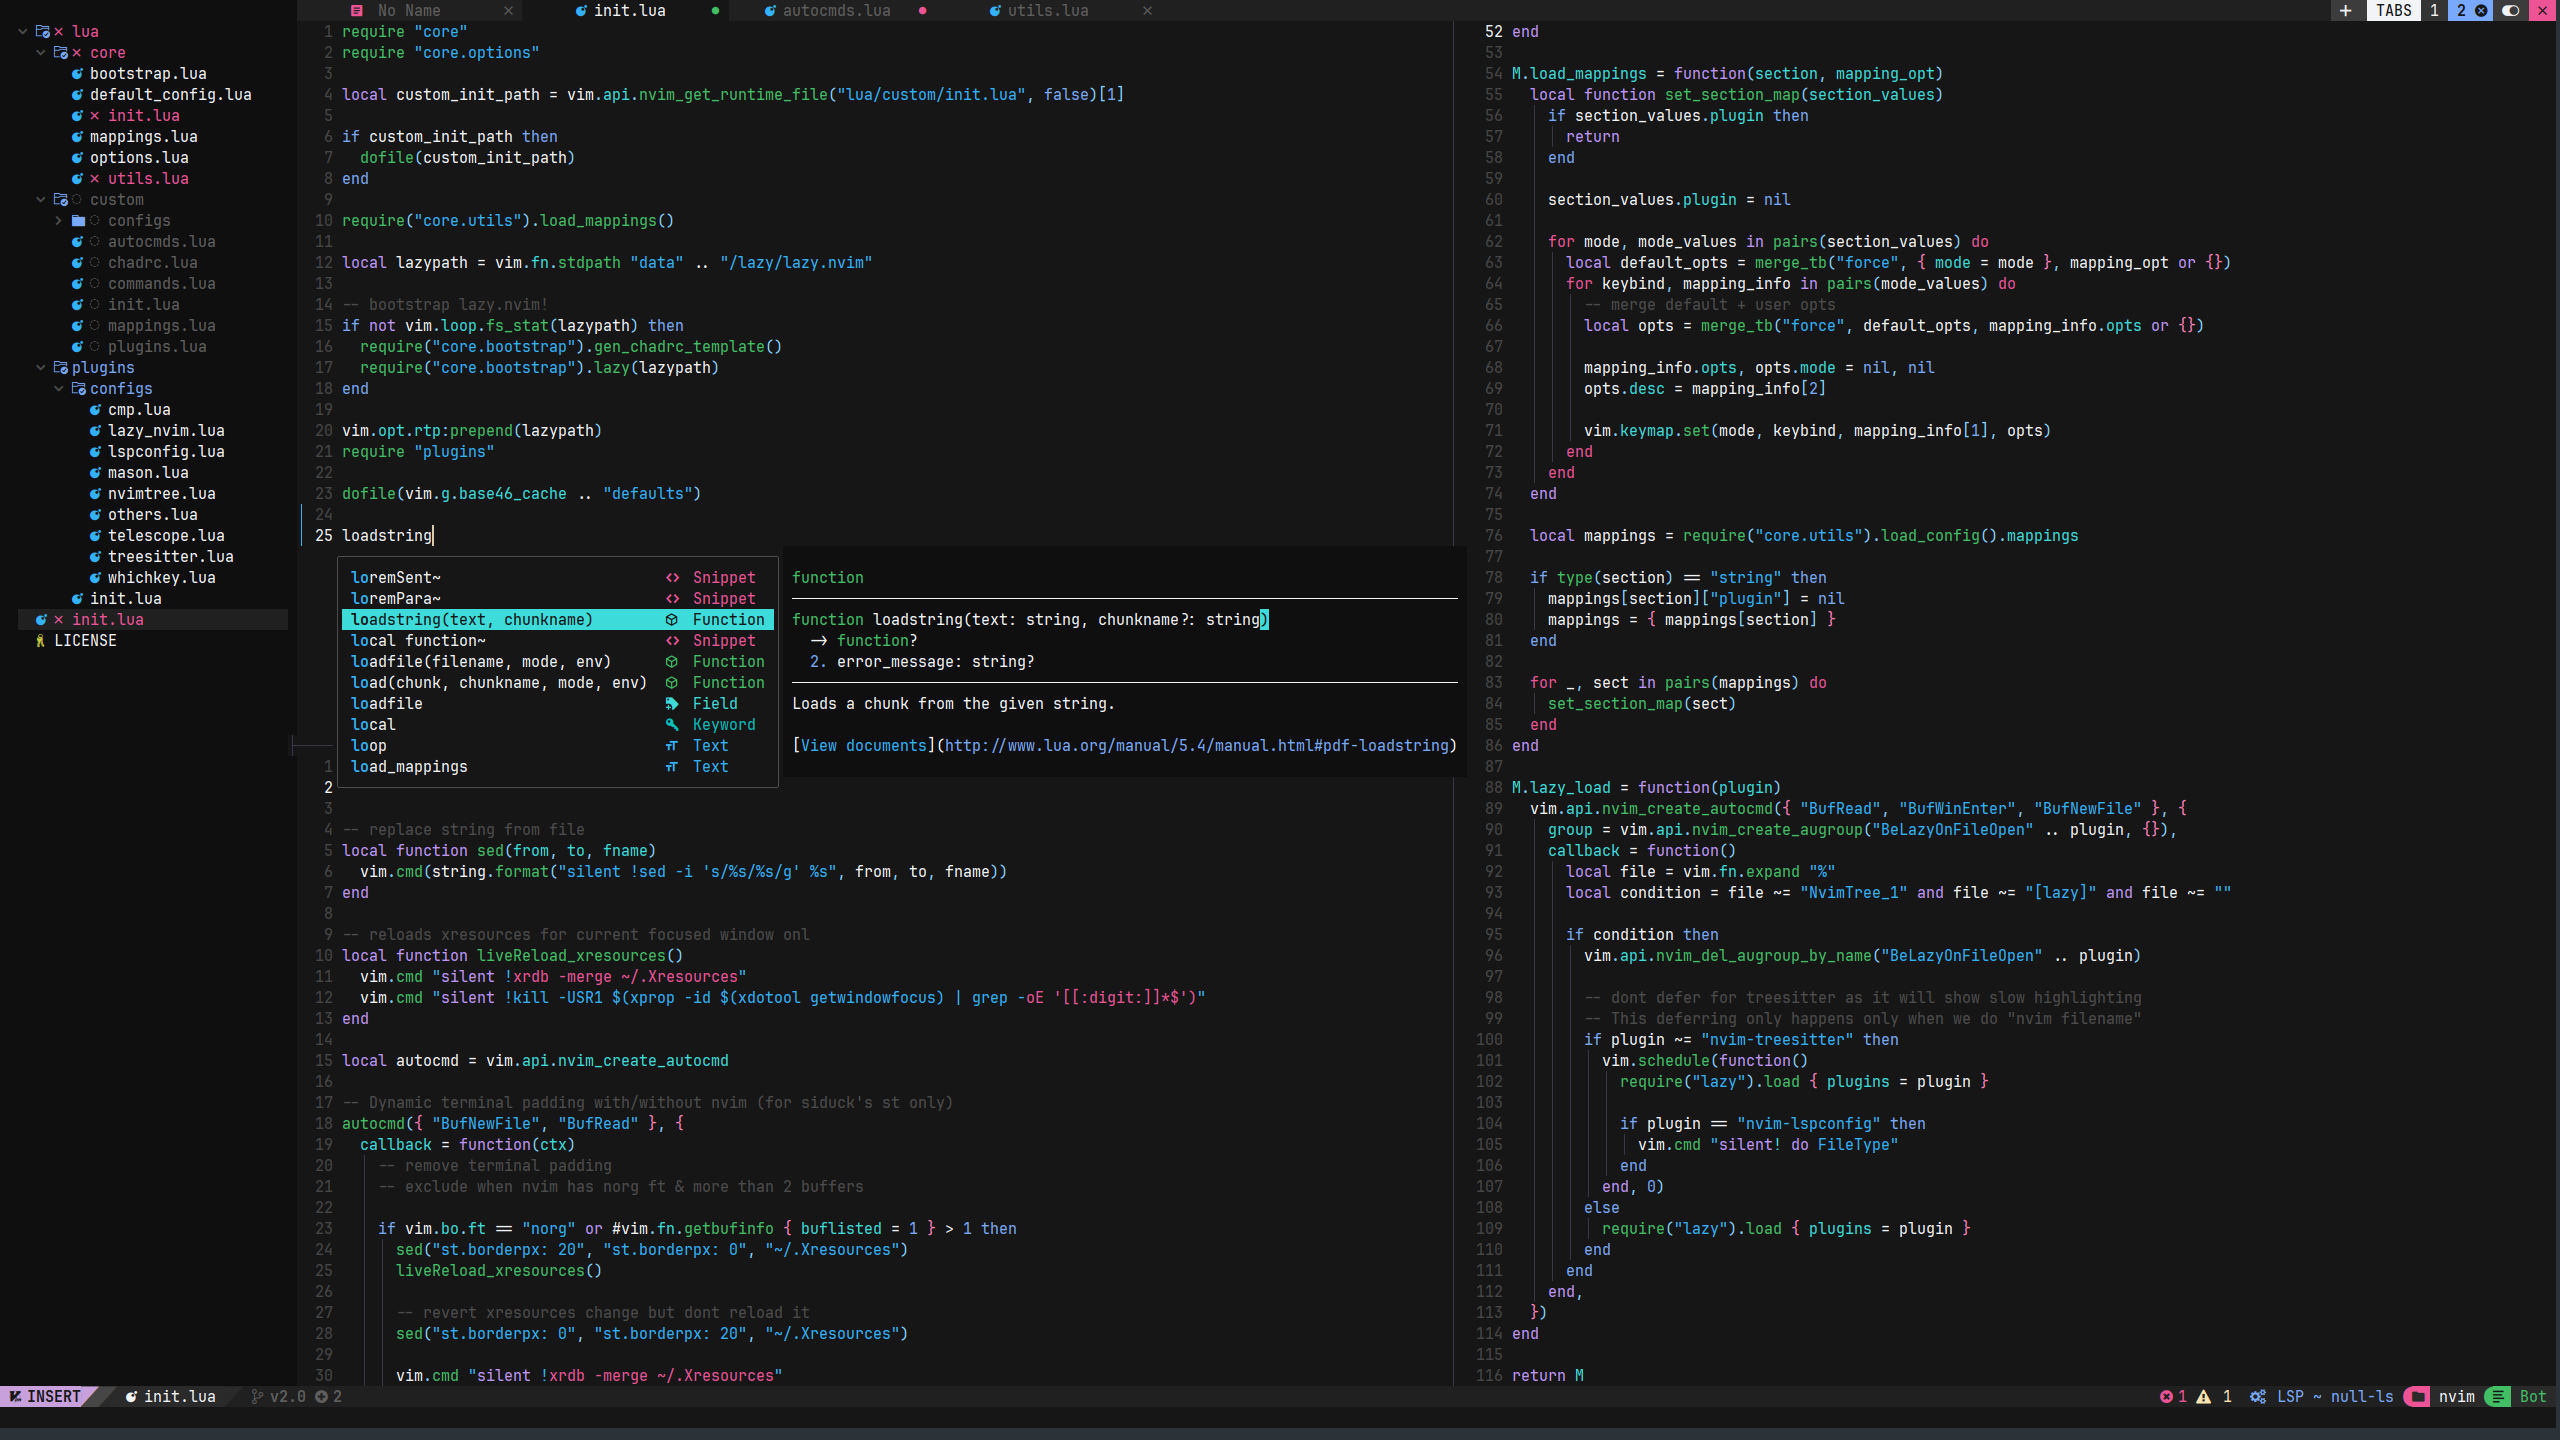 No Name
init.lua
autocmds.lua
utils.lua
TABS 1 2
lua
core
bootstrap.lua
default_config.lua
init.lua
mappings.lua
options.lua
utils.lua
custom
configs
autocmds.lua
chadrc.lua
commands.lua
init.lua
mappings.lua
plugins.lua
plugins
configs
cmp.lua
lazy_nvim.lua
lspconfig.lua
mason.lua
nvimtree.lua
others.lua
telescope.lua
treesitter.lua
whichkey.lua
init.lua
init.lua
LICENSE
1 require "core"
2 require "core.options"
3
4 local custom_init_path = vim.api.nvim_get_runtime_file("lua/custom/init.lua", false)[1]
5
6 if custom_init_path then
7   dofile(custom_init_path)
8 end
9
10 require("core.utils").load_mappings()
11
12 local lazypath = vim.fn.stdpath "data" .. "/lazy/lazy.nvim"
13
14 -- bootstrap lazy.nvim!
15 if not vim.loop.fs_stat(lazypath) then
16   require("core.bootstrap").gen_chadrc_template()
17   require("core.bootstrap").lazy(lazypath)
18 end
19
20 vim.opt.rtp:prepend(lazypath)
21 require "plugins"
22
23 dofile(vim.g.base46_cache .. "defaults")
24
25 loadstring
loremSent~ Snippet
loremPara~ Snippet
loadstring(text, chunkname) Function
local function~ Snippet
loadfile(filename, mode, env) Function
load(chunk, chunkname, mode, env) Function
loadfile Field
local Keyword
loop Text
load_mappings Text
function
function loadstring(text: string, chunkname?: string)
  -> function?
  2. error_message: string?
Loads a chunk from the given string.
[View documents](http://www.lua.org/manual/5.4/manual.html#pdf-loadstring)
1
2
3
4 -- replace string from file
5 local function sed(from, to, fname)
6   vim.cmd(string.format("silent !sed -i 's/%s/%s/g' %s", from, to, fname))
7 end
8
9 -- reloads xresources for current focused window onl
10 local function liveReload_xresources()
11   vim.cmd "silent !xrdb -merge ~/.Xresources"
12   vim.cmd "silent !kill -USR1 $(xprop -id $(xdotool getwindowfocus) | grep -oE '[[:digit:]]*$')"
13 end
14
15 local autocmd = vim.api.nvim_create_autocmd
16
17 -- Dynamic terminal padding with/without nvim (for siduck's st only)
18 autocmd({ "BufNewFile", "BufRead" }, {
19   callback = function(ctx)
20     -- remove terminal padding
21     -- exclude when nvim has norg ft & more than 2 buffers
22
23     if vim.bo.ft == "norg" or #vim.fn.getbufinfo { buflisted = 1 } > 1 then
24       sed("st.borderpx: 20", "st.borderpx: 0", "~/.Xresources")
25       liveReload_xresources()
26
27       -- revert xresources change but dont reload it
28       sed("st.borderpx: 0", "st.borderpx: 20", "~/.Xresources")
29
30       vim.cmd "silent !xrdb -merge ~/.Xresources"
52 end
53
54 M.load_mappings = function(section, mapping_opt)
55   local function set_section_map(section_values)
56     if section_values.plugin then
57       return
58     end
59
60     section_values.plugin = nil
61
62     for mode, mode_values in pairs(section_values) do
63       local default_opts = merge_tb("force", { mode = mode }, mapping_opt or {})
64       for keybind, mapping_info in pairs(mode_values) do
65         -- merge default + user opts
66         local opts = merge_tb("force", default_opts, mapping_info.opts or {})
67
68         mapping_info.opts, opts.mode = nil, nil
69         opts.desc = mapping_info[2]
70
71         vim.keymap.set(mode, keybind, mapping_info[1], opts)
72       end
73     end
74   end
75
76   local mappings = require("core.utils").load_config().mappings
77
78   if type(section) == "string" then
79     mappings[section]["plugin"] = nil
80     mappings = { mappings[section] }
81   end
82
83   for _, sect in pairs(mappings) do
84     set_section_map(sect)
85   end
86 end
87
88 M.lazy_load = function(plugin)
89   vim.api.nvim_create_autocmd({ "BufRead", "BufWinEnter", "BufNewFile" }, {
90     group = vim.api.nvim_create_augroup("BeLazyOnFileOpen" .. plugin, {}),
91     callback = function()
92       local file = vim.fn.expand "%"
93       local condition = file ~= "NvimTree_1" and file ~= "[lazy]" and file ~= ""
94
95       if condition then
96         vim.api.nvim_del_augroup_by_name("BeLazyOnFileOpen" .. plugin)
97
98         -- dont defer for treesitter as it will show slow highlighting
99         -- This deferring only happens only when we do "nvim filename"
100         if plugin ~= "nvim-treesitter" then
101           vim.schedule(function()
102             require("lazy").load { plugins = plugin }
103
104             if plugin == "nvim-lspconfig" then
105               vim.cmd "silent! do FileType"
106             end
107           end, 0)
108         else
109           require("lazy").load { plugins = plugin }
110         end
111       end
112     end,
113   })
114 end
115
116 return M
INSERT init.lua v2.0 2
1 1 LSP ~ null-ls nvim Bot